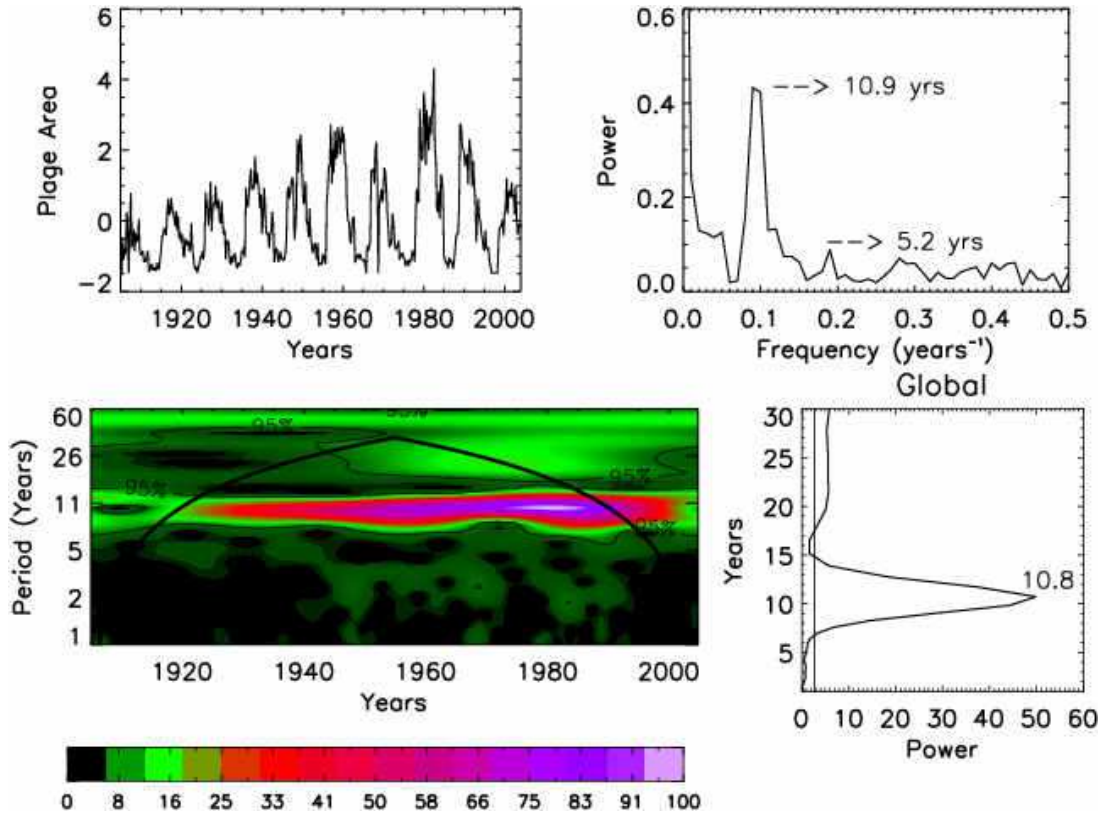 6
4
2
0
−2
Plage Area
1920 1940 1960 1980 2000
Years
0.6
0.4
0.2
0.0
Power
10.9 yrs
5.2 yrs
0.0 0.1 0.2 0.3 0.4 0.5
Frequency (years⁻¹)
60
26
11
5
2
1
Period (Years)
95%
95%
95%
95%
95%
1920 1940 1960 1980 2000
Years
0 8 16 25 33 41 50 58 66 75 83 91 100
Global
30
25
20
15
10
5
Years
10.8
0 10 20 30 40 50 60
Power